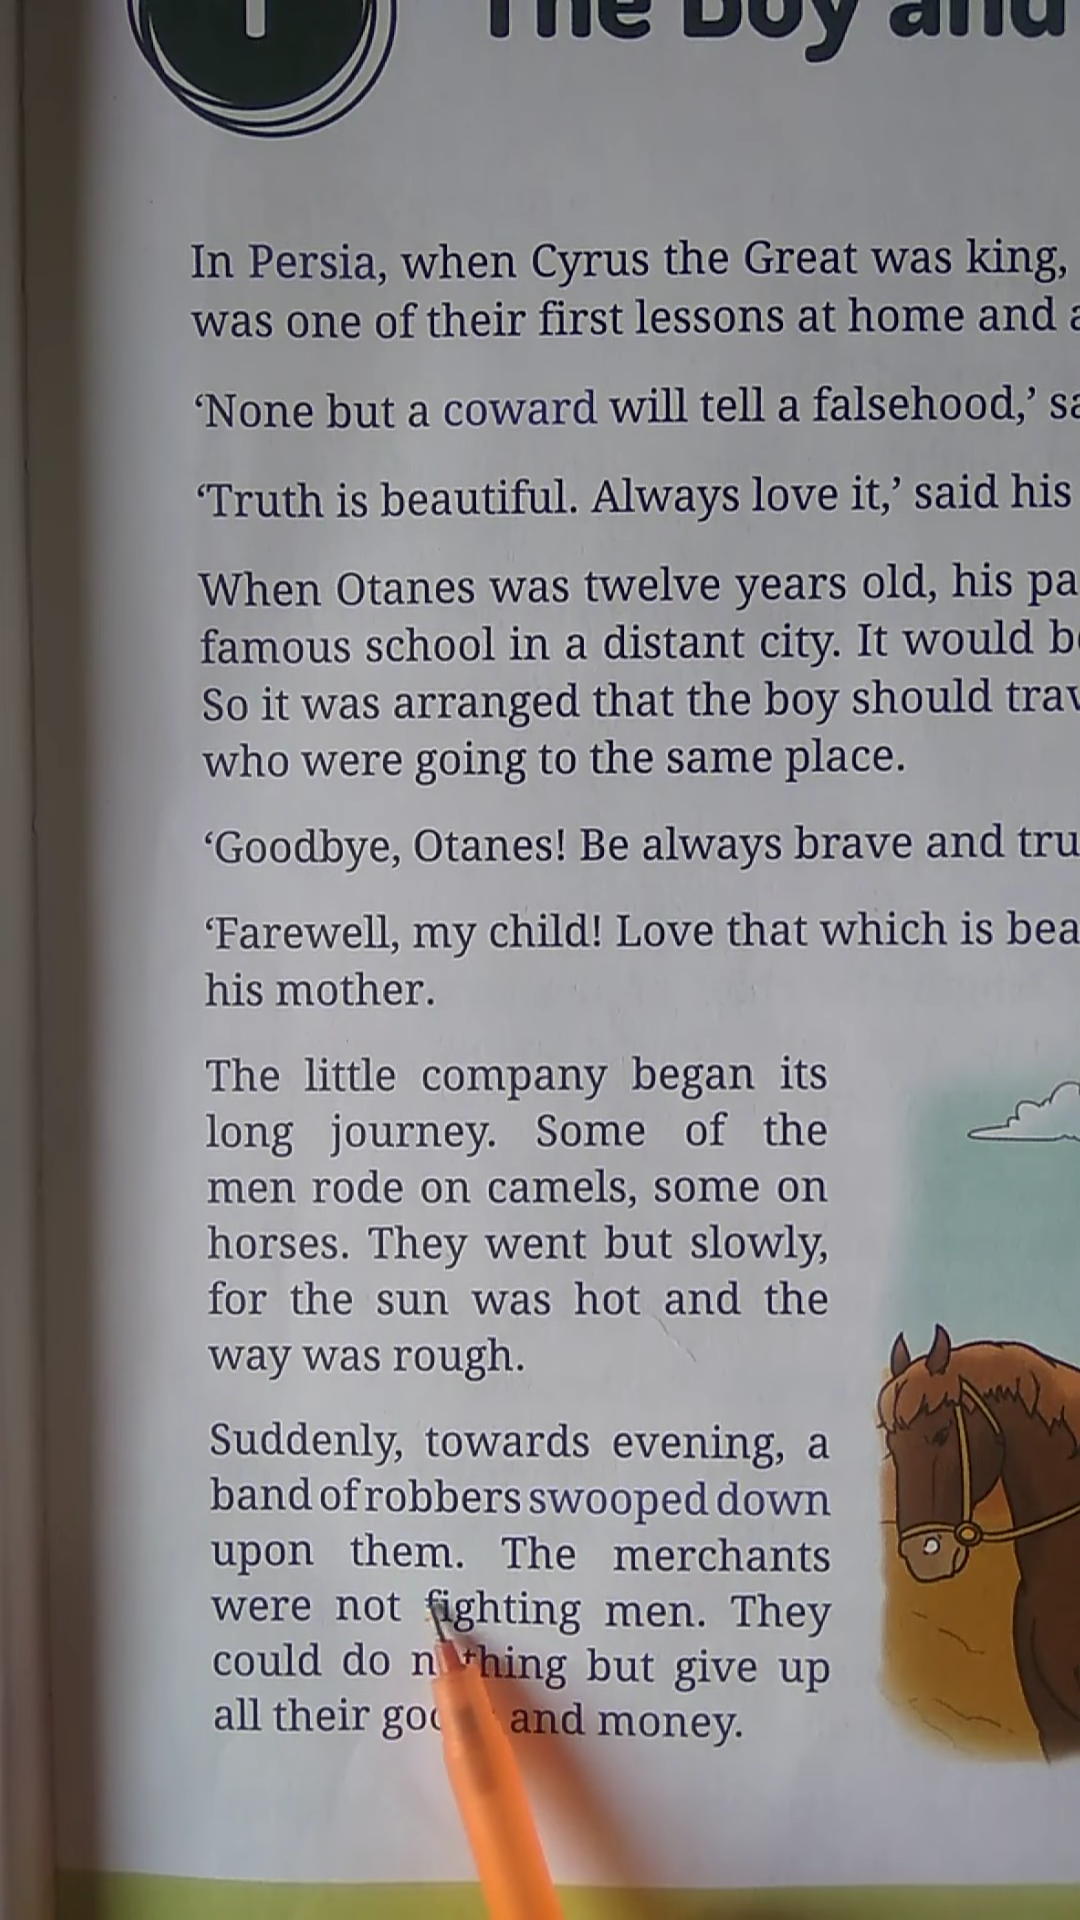 The Boy and
In Persia, when Cyrus the Great was king,
was one of their first lessons at home and
‘None but a coward will tell a falsehood,’
‘Truth is beautiful. Always love it,’ said his
When Otanes was twelve years old, his
famous school in a distant city. It would
So it was arranged that the boy should
who were going to the same place.
‘Goodbye, Otanes! Be always brave and
‘Farewell, my child! Love that which is
his mother.
The little company began its
long journey. Some of the
men rode on camels, some on
horses. They went but slowly,
for the sun was hot and the
way was rough.
Suddenly, towards evening, a
band of robbers swooped down
upon them. The merchants
were not fighting men. They
could do nothing but give up
all their and money.